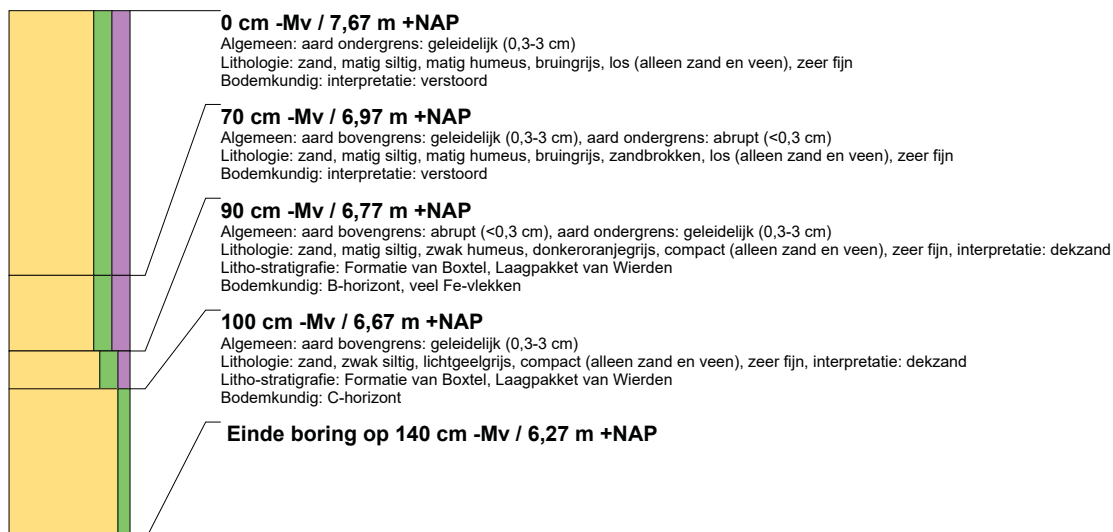 0 cm -Mv / 7,67 m +NAP
Algemeen: aard ondergrens: geleidelijk (0,3-3 cm)
Lithologie: zand, matig siltig, matig humeus, bruingrijs, los (alleen zand en veen), zeer fijn
Bodemkundig: interpretatie: verstoord
70 cm -Mv / 6,97 m +NAP
Algemeen: aard bovengrens: geleidelijk (0,3-3 cm), aard ondergrens: abrupt (<0,3 cm)
Lithologie: zand, matig siltig, matig humeus, bruingrijs, zandbrokken, los (alleen zand en veen), zeer fijn
Bodemkundig: interpretatie: verstoord
90 cm -Mv / 6,77 m +NAP
Algemeen: aard bovengrens: abrupt (<0,3 cm), aard ondergrens: geleidelijk (0,3-3 cm)
Lithologie: zand, matig siltig, zwak humeus, donkeroranjegrijs, compact (alleen zand en veen), zeer fijn, interpretatie: dekzand
Litho-stratigrafie: Formatie van Boxtel, Laagpakket van Wierden
Bodemkundig: B-horizont, veel Fe-vlekken
100 cm -Mv / 6,67 m +NAP
Algemeen: aard bovengrens: geleidelijk (0,3-3 cm)
Lithologie: zand, zwak siltig, lichtgeelgrijs, compact (alleen zand en veen), zeer fijn, interpretatie: dekzand
Litho-stratigrafie: Formatie van Boxtel, Laagpakket van Wierden
Bodemkundig: C-horizont
Einde boring op 140 cm -Mv / 6,27 m +NAP